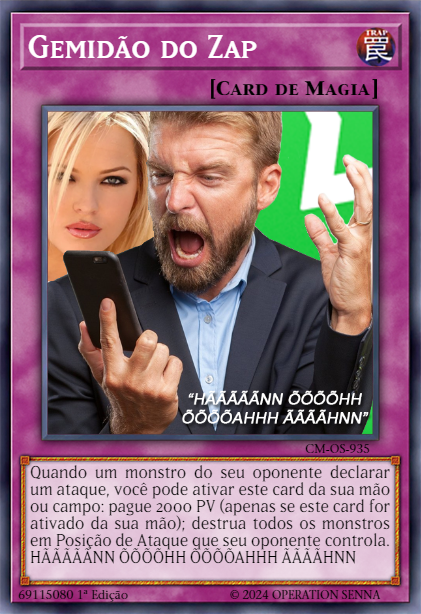 Gemidão do Zap
TRAP
罠
[Card de Magia]
“HÃÃÃÃÃNN ÕÕÕÕHH
ÕÕÕÕAHHH ÃÃÃÃHNN”
CM-OS-935
Quando um monstro do seu oponente declarar
um ataque, você pode ativar este card da sua mão
ou campo: pague 2000 PV (apenas se este card for
ativado da sua mão); destrua todos os monstros
em Posição de Ataque que seu oponente controla.
HÃÃÃÃÃNN ÕÕÕÕHH ÕÕÕÕAHHH ÃÃÃÃHNN
69115080 1ª Edição
© 2024 OPERATION SENNA